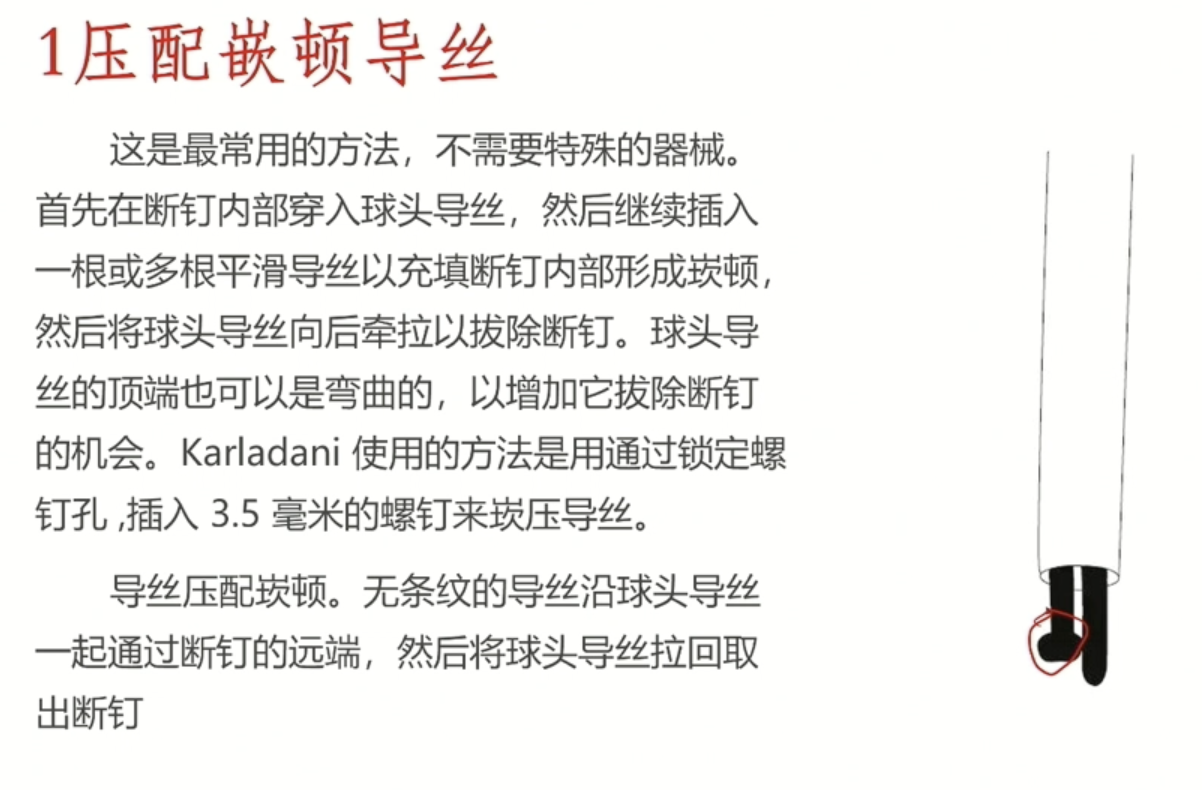 1压配嵌顿导丝
这是最常用的方法，不需要特殊的器械。
首先在断钉内部穿入球头导丝，然后继续插入
一根或多根平滑导丝以充填断钉内部形成崁顿，
然后将球头导丝向后牵拉以拔除断钉。球头导
丝的顶端也可以是弯曲的，以增加它拔除断钉
的机会。Karladani 使用的方法是用通过锁定螺
钉孔 ,插入 3.5 毫米的螺钉来崁压导丝。
导丝压配崁顿。无条纹的导丝沿球头导丝
一起通过断钉的远端，然后将球头导丝拉回取
出断钉